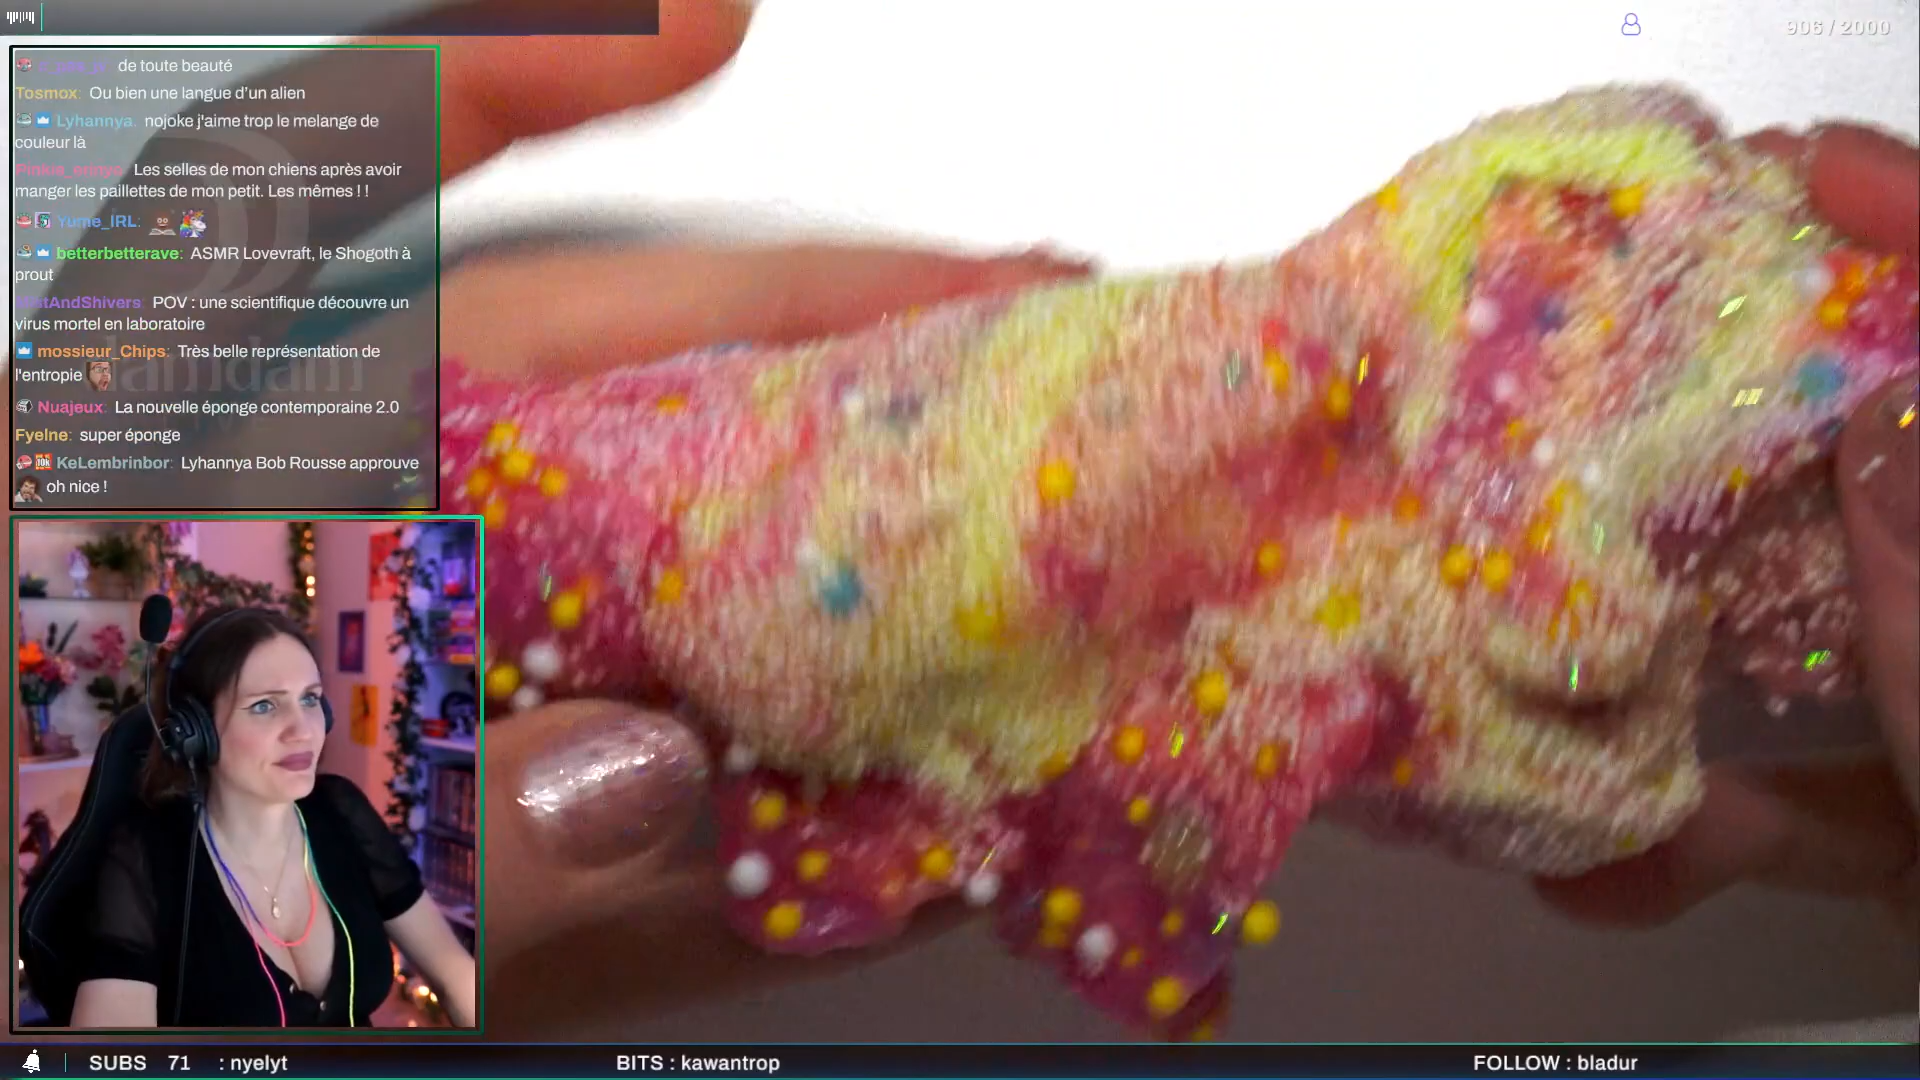 906 / 2000
de toute beauté
Tosmox: Ou bien une langue d'un alien
Lyhannya: nojoke j'aime trop le melange de
couleur là
Les selles de mon chiens après avoir
manger les paillettes de mon petit. Les mêmes ! !
Yume_IRL:
betterbetterave: ASMR Lovevraft, le Shogoth à
prout
POV : une scientifique découvre un
virus mortel en laboratoire
mossieur_Chips: Très belle représentation de
l'entropie
damdam
Nuajeux: La nouvelle éponge contemporaine 2.0
Fyelne: super éponge
KeLembrinbor: Lyhannya Bob Rousse approuve
oh nice !
SUBS 71 : nyelyt
BITS : kawantrop
FOLLOW : bladur